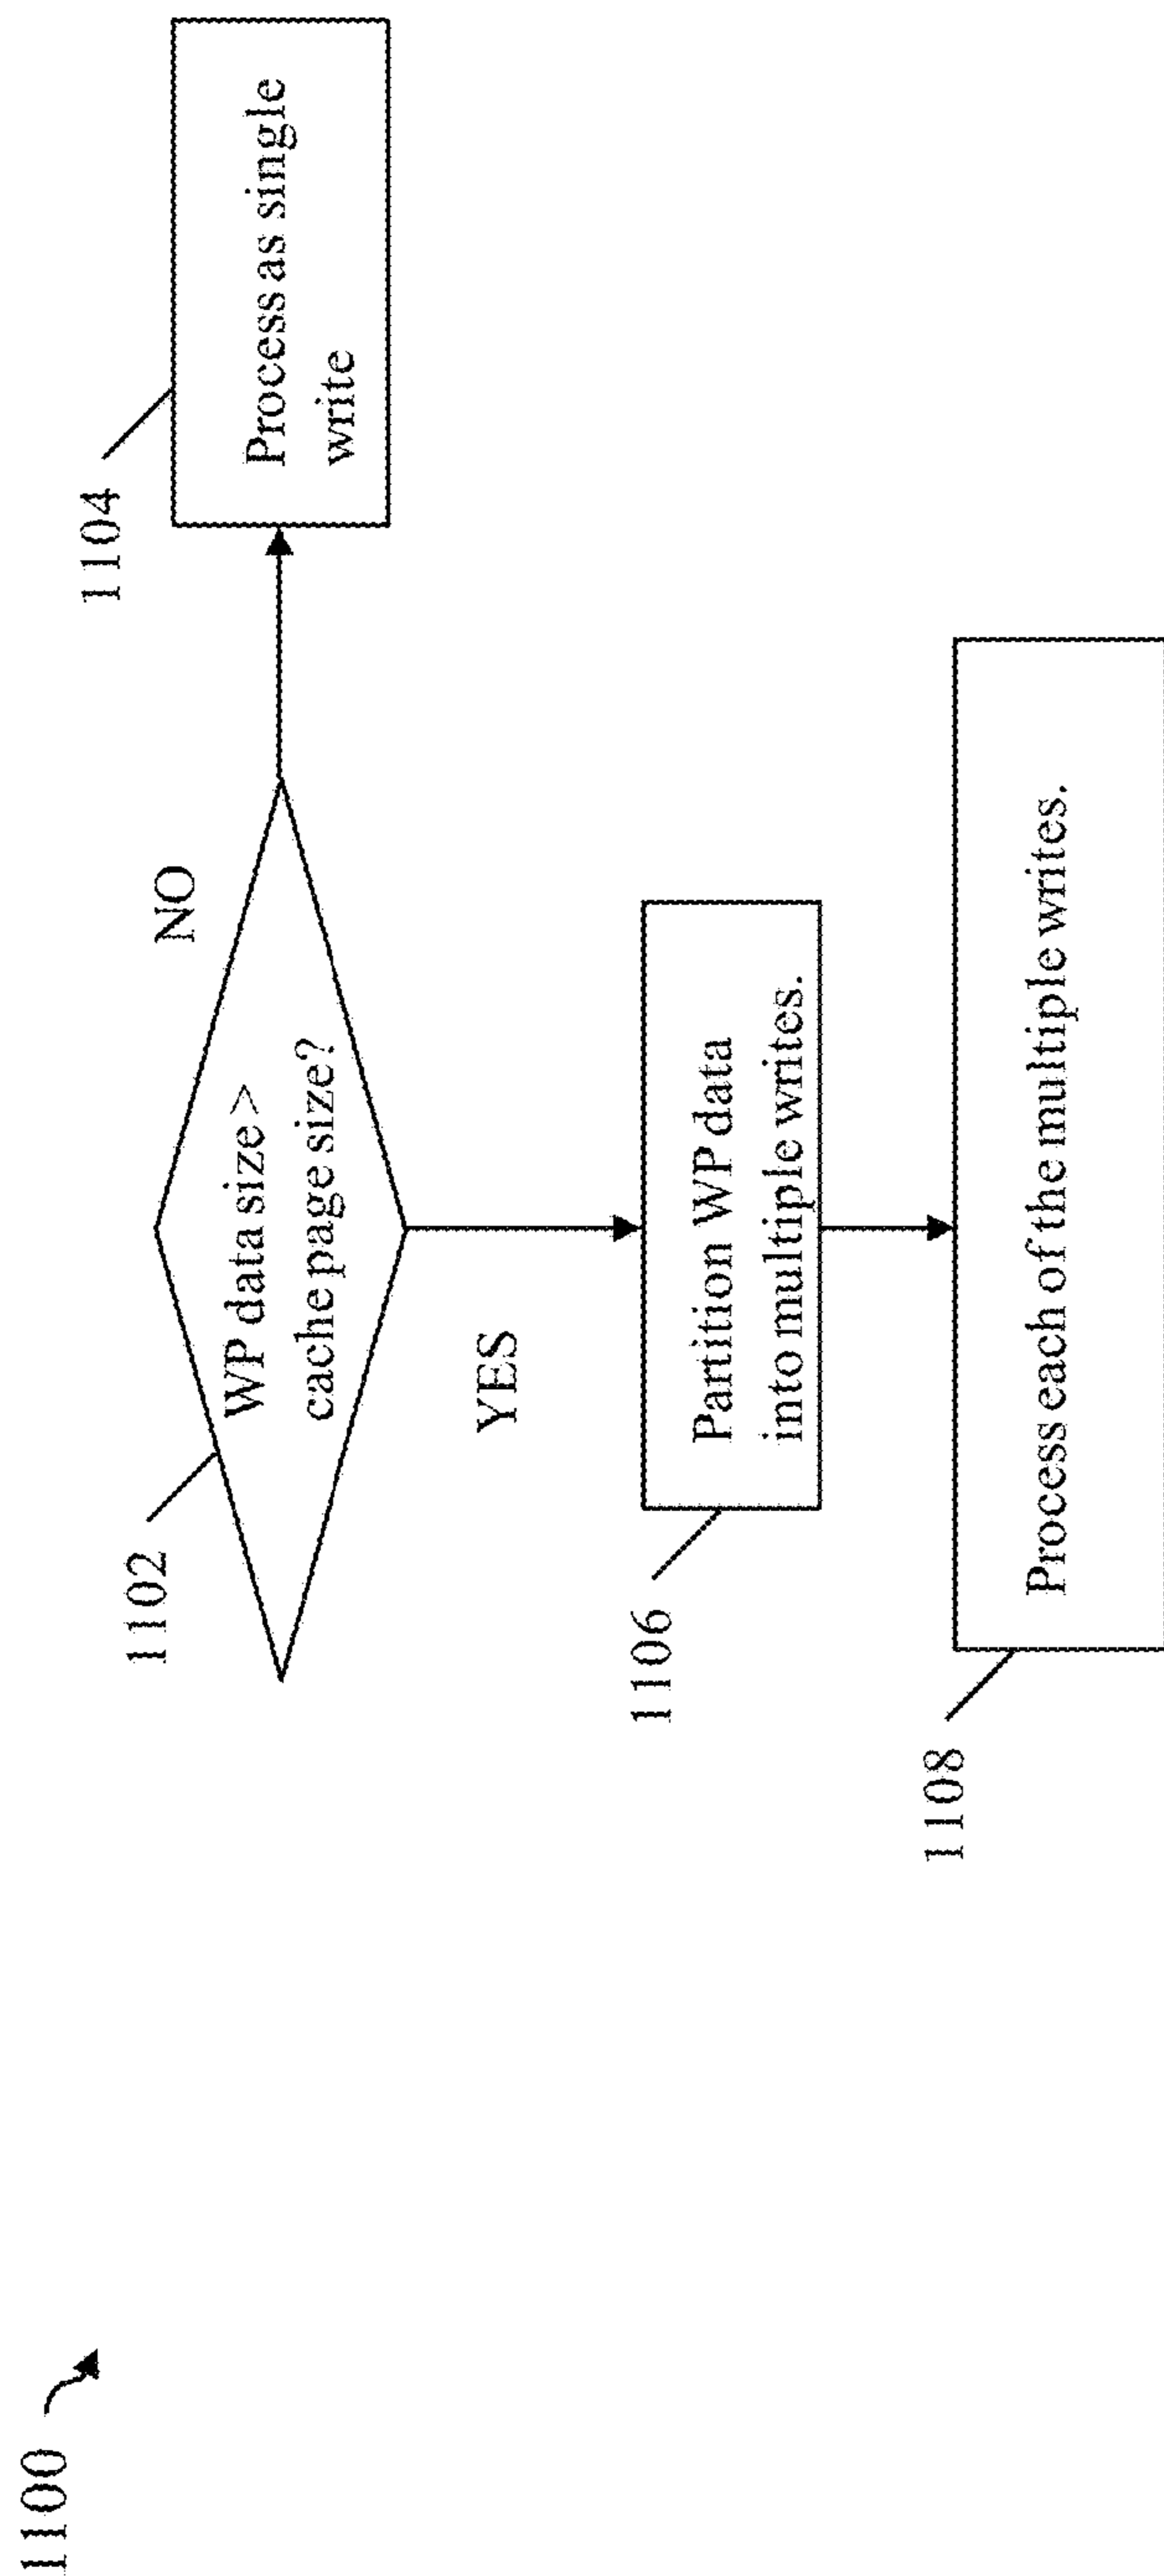 1100
1102
WP data size >
cache page size?
NO
1104
Process as single
write
YES
1106
Partition WP data
into multiple writes.
1108
Process each of the multiple writes.